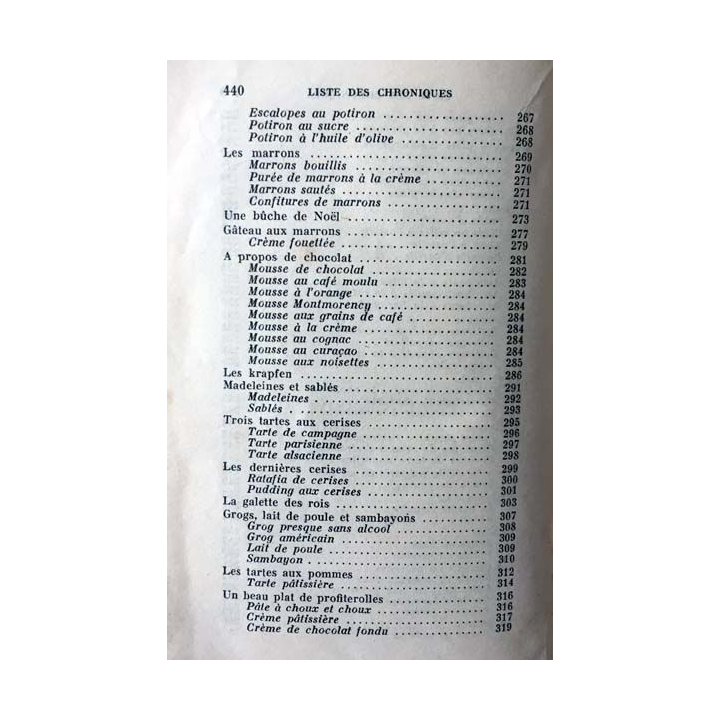 440 LISTE DES CHRONIQUES
Escalopes au potiron .................... 267
Potiron au sucre ........................ 268
Potiron à l'huile d'olive ................ 268
Les marrons ............................ 269
Marrons bouillis ........................ 270
Purée de marrons à la crème ............ 271
Marrons sautés ......................... 271
Confitures de marrons .................. 271
Une bûche de Noël ...................... 273
Gâteau aux marrons ..................... 277
Crème fouettée ......................... 279
A propos de chocolat ................... 281
Mousse de chocolat ..................... 282
Mousse au café moulu ................... 283
Mousse à l'orange ...................... 284
Mousse Montmorency ..................... 284
Mousse aux grains de café .............. 284
Mousse à la crème ...................... 284
Mousse au cognac ....................... 284
Mousse au curaçao ...................... 284
Mousse aux noisettes ................... 285
Les krapfen ............................ 286
Madeleines et sablés ................... 291
Madeleines . ........................... 292
Sablés . ............................... 293
Trois tartes aux cerises ............... 295
Tarte de campagne ...................... 296
Tarte parisienne ....................... 297
Tarte alsacienne ....................... 298
Les dernières cerises .................. 299
Ratafia de cerises ..................... 300
Pudding aux cerises .................... 301
La galette des rois .................... 303
Grogs, lait de poule et sambayons ...... 307
Grog presque sans alcool ............... 308
Grog américain ......................... 309
Lait de poule .......................... 309
Sambayon ............................... 310
Les tartes aux pommes .................. 312
Tarte pâtissière ....................... 314
Un beau plat de profiterolles .......... 316
Pâte à choux et choux .................. 316
Crème pâtissière ....................... 317
Crème de chocolat fondu ................ 319